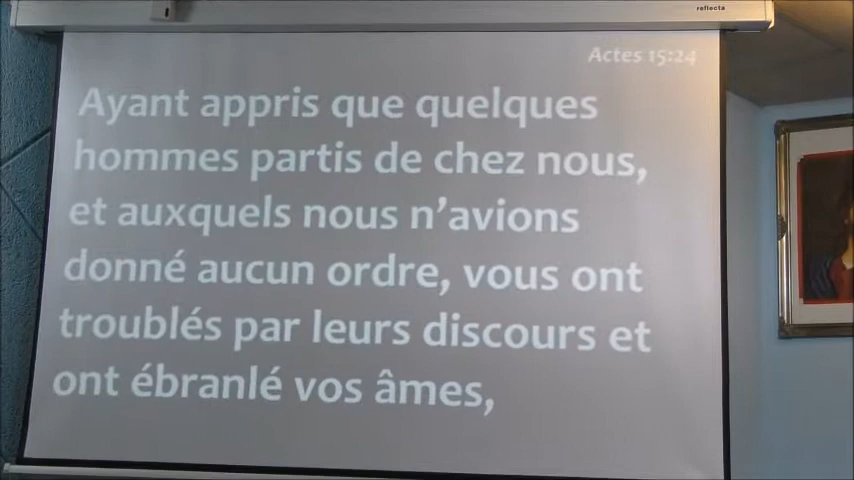 reflecta
Actes 15:24
Ayant appris que quelques
hommes partis de chez nous,
et auxquels nous n'avions
donné aucun ordre, vous ont
troublés par leurs discours et
ont ébranlé vos âmes,